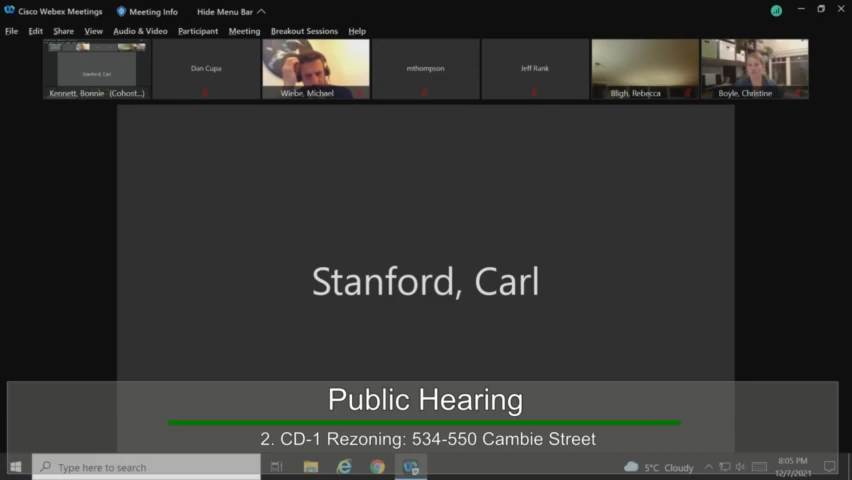 Cisco Webex Meetings Meeting Info Hide Menu Bar
File Edit Share View Audio & Video Participant Meeting Breakout Sessions Help
Stanford, Carl
Dan Cupa
mthompson
Jeff Rank
Kennett, Bonnie (Cohost...)
Wiebe, Michael
Bligh, Rebecca
Boyle, Christine
Stanford, Carl
Public Hearing
2. CD-1 Rezoning: 534-550 Cambie Street
Type here to search
5°C Cloudy
8:05 PM
12/7/2021